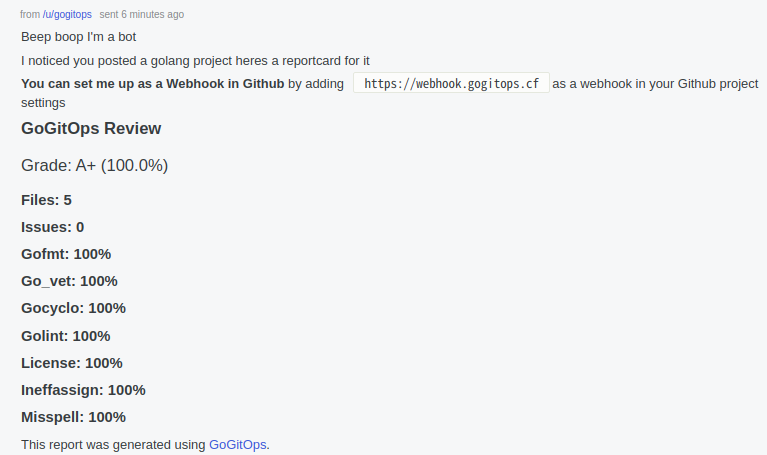 from /u/gogitops sent 6 minutes ago
Beep boop I'm a bot
I noticed you posted a golang project heres a reportcard for it
You can set me up as a Webhook in Github by adding https://webhook.gogitops.cf as a webhook in your Github project
settings
GoGitOps Review
Grade: A+ (100.0%)
Files: 5
Issues: 0
Gofmt: 100%
Go_vet: 100%
Gocyclo: 100%
Golint: 100%
License: 100%
Ineffassign: 100%
Misspell: 100%
This report was generated using GoGitOps.